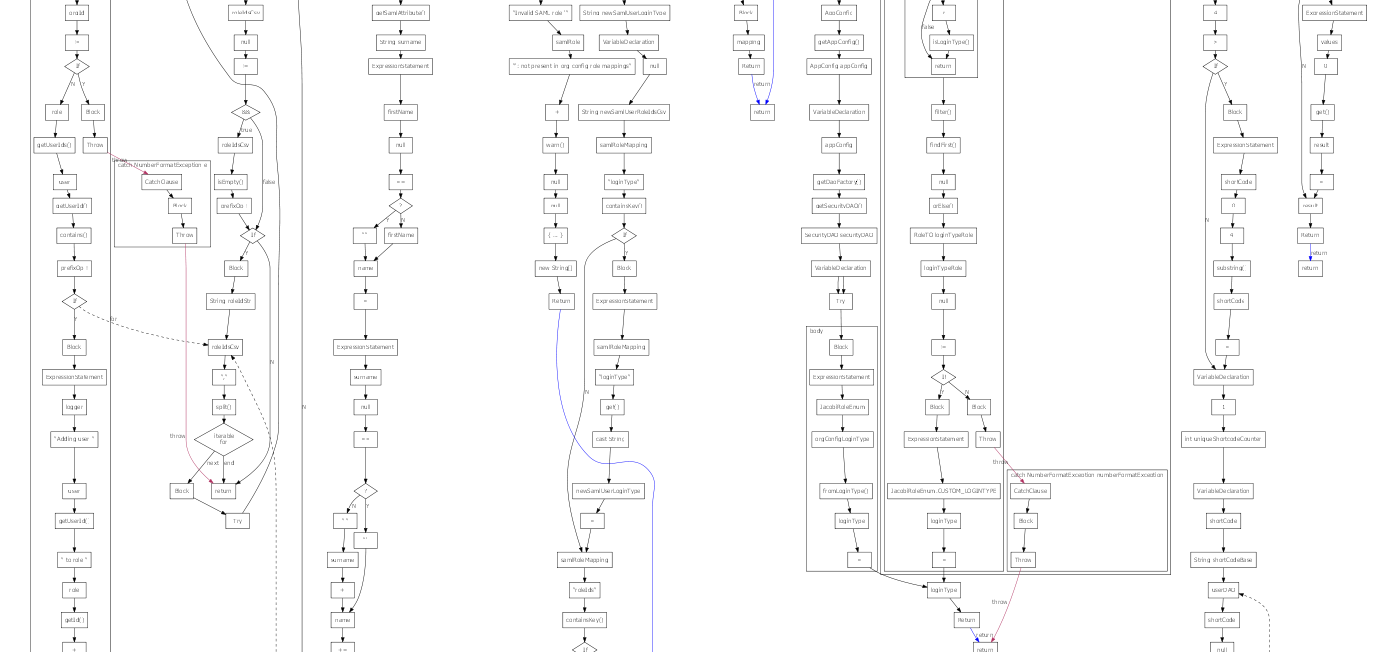 orgId
!=
If
N
Y
role
Block
getUserIds()
Throw
user
getUserId()
contains()
prefixOp !
If
Y
for
Block
ExpressionStatement
logger
"Adding user "
user
getUserId()
" to role "
role
getId()
+
throw
catch NumberFormatException e
CatchClause
Block
Throw
throw
roleIdsCsv
null
!=
&&
true
false
roleIdsCsv
isEmpty()
prefixOp !
If
Y
N
Block
String roleIdStr
roleIdsCsv
","
split()
iterable
for
next
end
Block
return
Try
N
getSamlAttribute()
String surname
ExpressionStatement
firstName
null
==
?
Y
N
""
firstName
name
=
ExpressionStatement
surname
null
==
?
N
Y
" "
""
surname
+
name
+=
"Invalid SAML role '"
samlRole
"': not present in org config role mappings"
+
warn()
null
null
{ ... }
new String[]
Return
String newSamlUserLoginType
VariableDeclaration
null
String newSamlUserRoleIdsCsv
samlRoleMapping
"loginType"
containsKey()
If
Y
N
Block
ExpressionStatement
samlRoleMapping
"loginType"
get()
cast String
newSamlUserLoginType
=
samlRoleMapping
"roleIds"
containsKey()
If
Block
mapping
Return
return
return
AppConfig
getAppConfig()
AppConfig appConfig
VariableDeclaration
appConfig
getDaoFactory()
getSecurityDAO()
SecurityDAO securityDAO
VariableDeclaration
Try
body
Block
ExpressionStatement
JacobiRoleEnum
orgConfigLoginType
fromLoginType()
loginType
=
r
false
isLoginType()
return
filter()
findFirst()
null
orElse()
RoleTO loginTypeRole
loginTypeRole
null
!=
If
Y
N
Block
Block
ExpressionStatement
Throw
throw
catch NumberFormatException numberFormatException
JacobiRoleEnum.CUSTOM_LOGINTYPE
CatchClause
loginType
Block
=
Throw
loginType
throw
Return
return
return
4
>
If
Y
N
Block
ExpressionStatement
shortCode
0
4
substring()
shortCode
=
VariableDeclaration
1
int uniqueShortcodeCounter
VariableDeclaration
shortCode
String shortCodeBase
userDAO
shortCode
null
ExpressionStatement
values
N
0
get()
result
=
result
Return
return
return